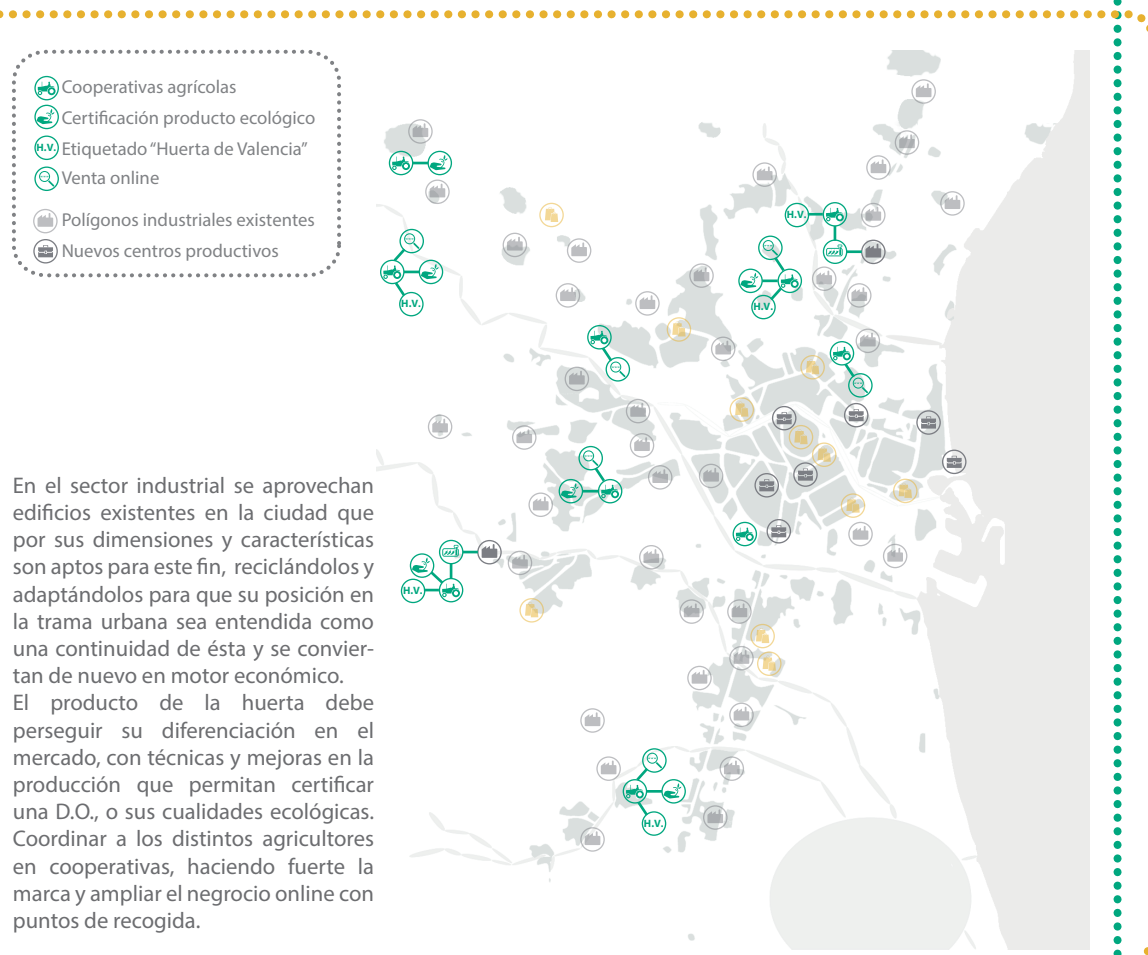 Cooperativas agrícolas
Certificación producto ecológico
H.V. Etiquetado “Huerta de Valencia”
Venta online
Polígonos industriales existentes
Nuevos centros productivos
H.V.
H.V.
H.V.
H.V.
H.V.
En el sector industrial se aprovechan
edificios existentes en la ciudad que
por sus dimensiones y características
son aptos para este fin, reciclándolos y
adaptándolos para que su posición en
la trama urbana sea entendida como
una continuidad de ésta y se convier-
tan de nuevo en motor económico.
El producto de la huerta debe
perseguir su diferenciación en el
mercado, con técnicas y mejoras en la
producción que permitan certificar
una D.O., o sus cualidades ecológicas.
Coordinar a los distintos agricultores
en cooperativas, haciendo fuerte la
marca y ampliar el negrocio online con
puntos de recogida.